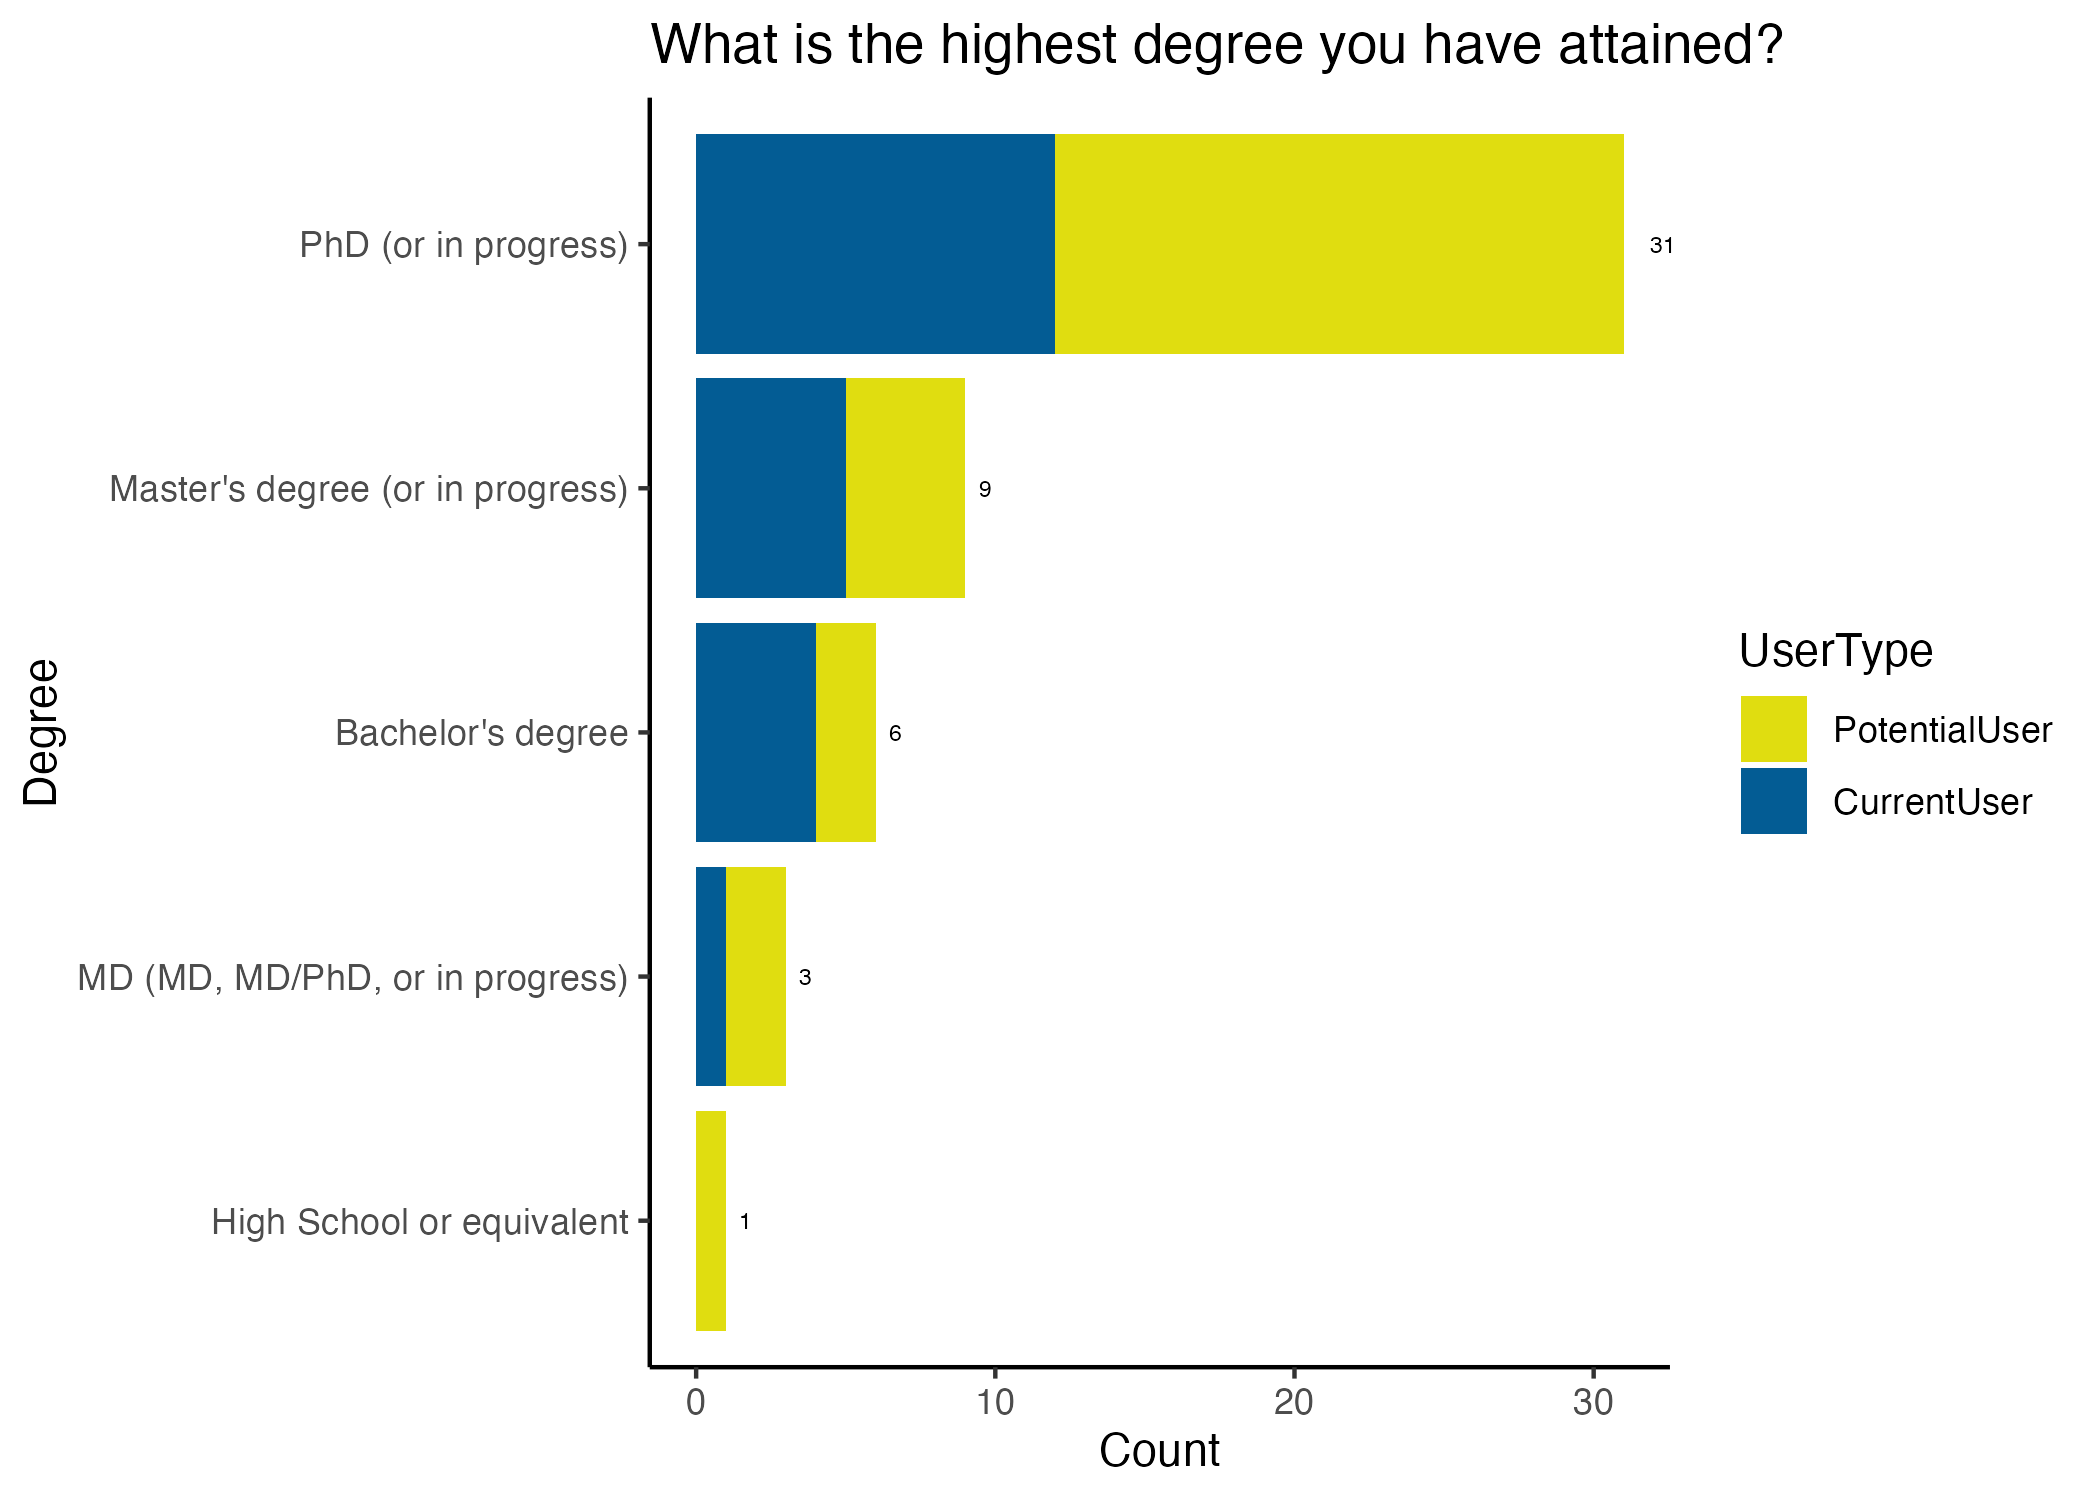 What is the highest degree you have attained?
Degree
PhD (or in progress)
31
Master's degree (or in progress)
9
Bachelor's degree
6
MD (MD, MD/PhD, or in progress)
3
High School or equivalent
1
0 10 20 30
Count
UserType
PotentialUser
CurrentUser